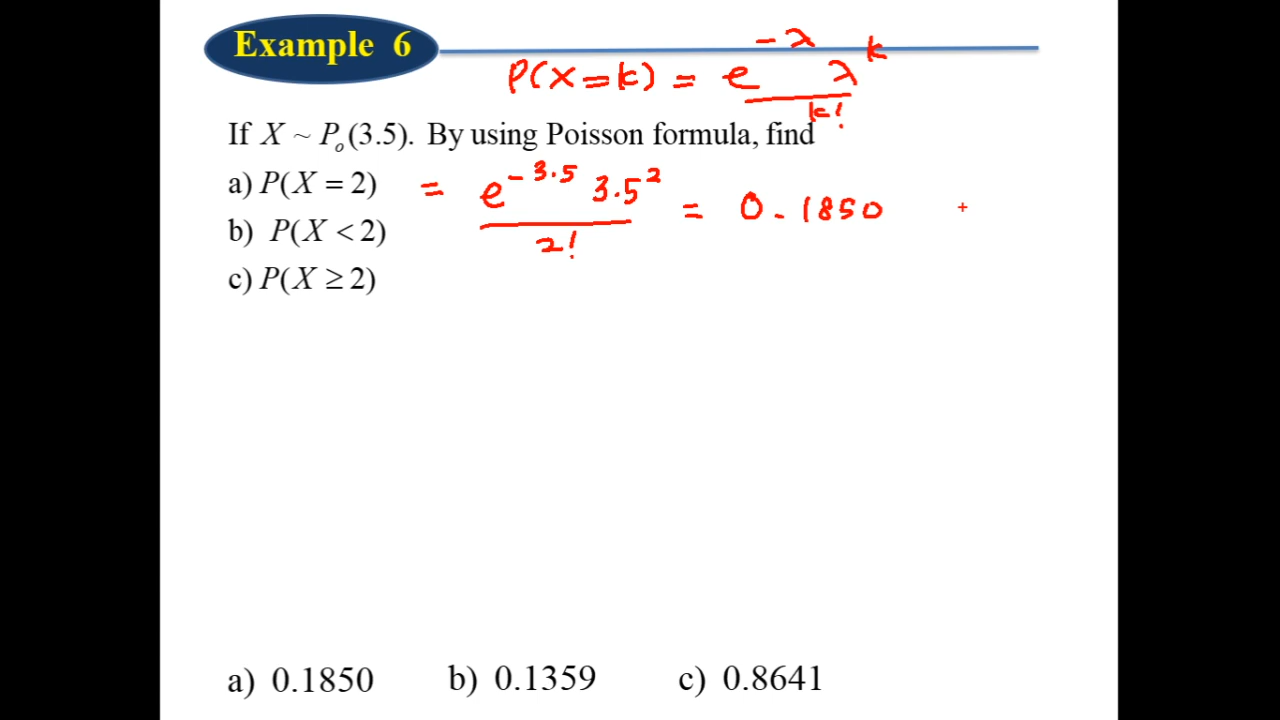 Example 6
P(X=k) = e^-λ λ^k / k!
If X ~ Pₒ(3.5). By using Poisson formula, find
a) P(X = 2) = e^-3.5 3.5^2 / 2! = 0.1850
b) P(X < 2)
c) P(X ≥ 2)
a) 0.1850 b) 0.1359 c) 0.8641